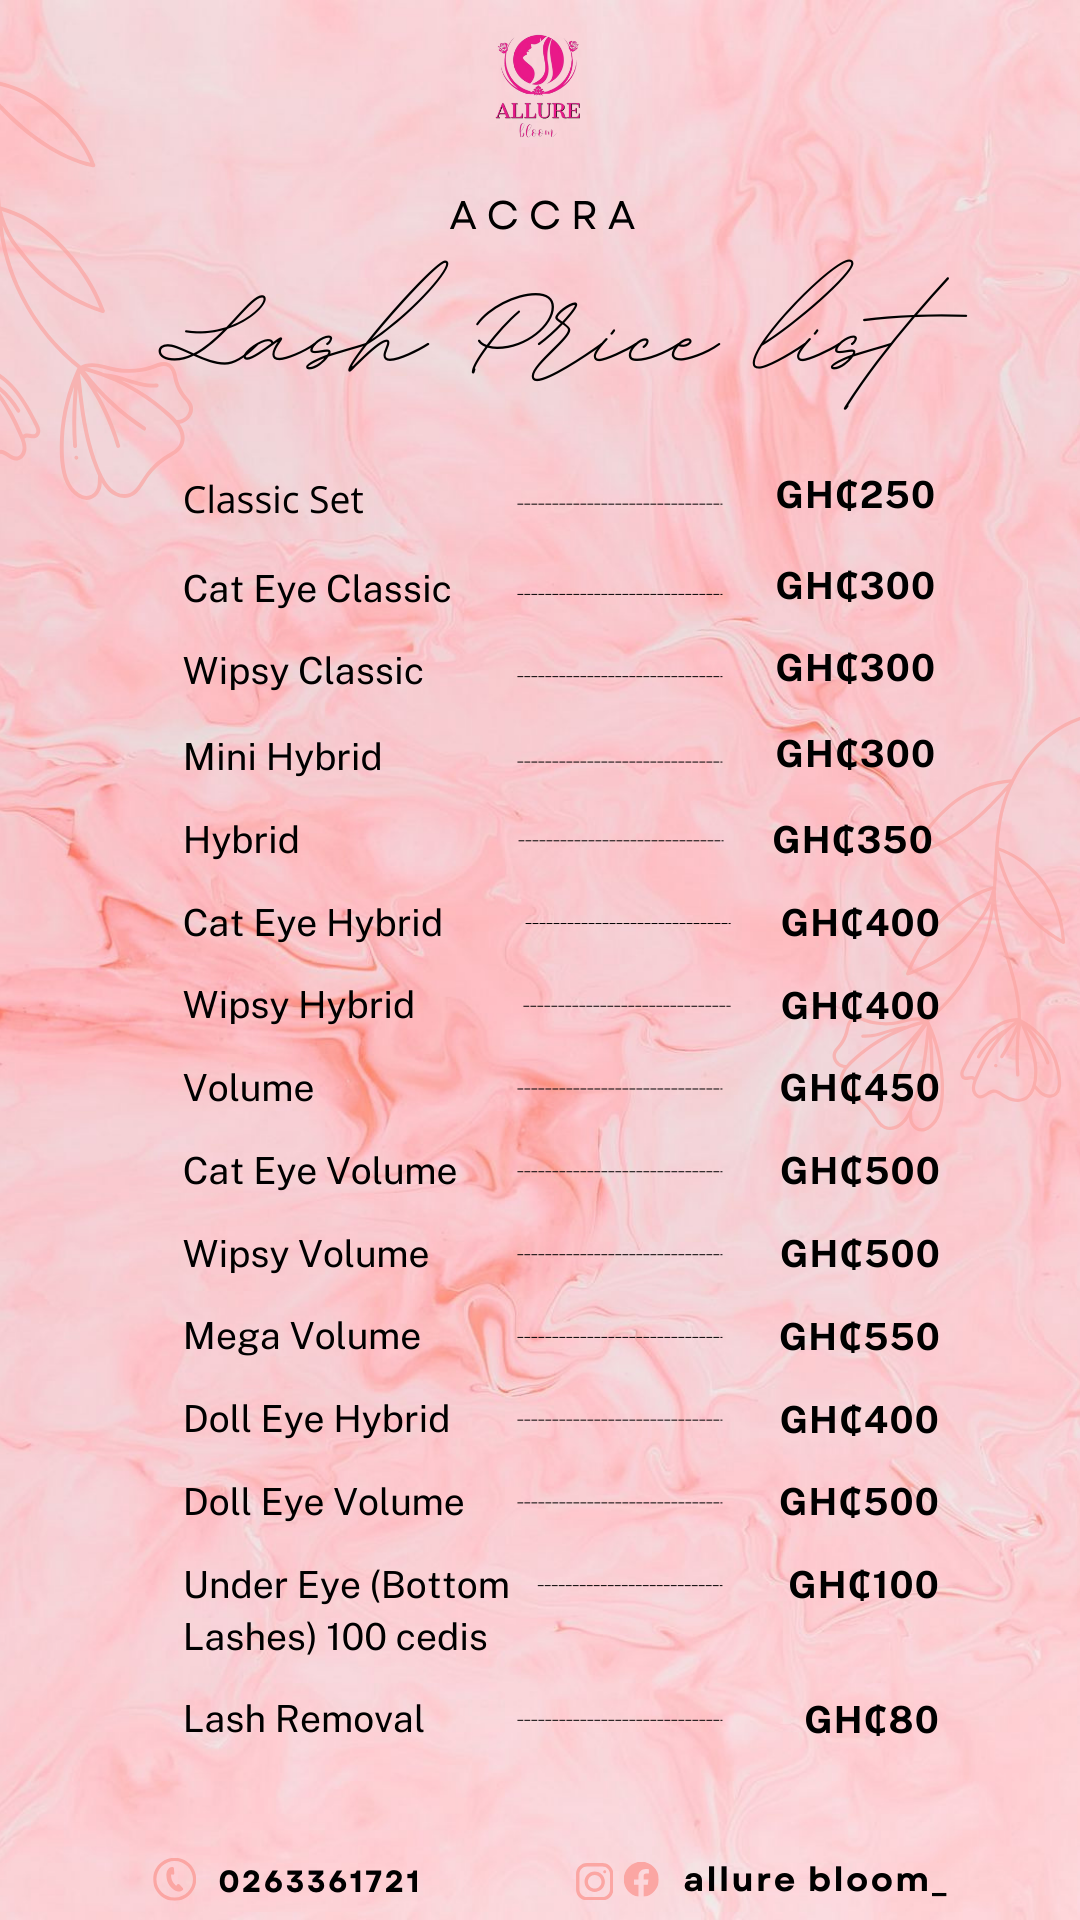 ALLURE
bloom
ACCRA
Lash Price list
Classic Set GH₵250
Cat Eye Classic GH₵300
Wipsy Classic GH₵300
Mini Hybrid GH₵300
Hybrid GH₵350
Cat Eye Hybrid GH₵400
Wipsy Hybrid GH₵400
Volume GH₵450
Cat Eye Volume GH₵500
Wipsy Volume GH₵500
Mega Volume GH₵550
Doll Eye Hybrid GH₵400
Doll Eye Volume GH₵500
Under Eye (Bottom GH₵100
Lashes) 100 cedis
Lash Removal GH₵80
0263361721 allure bloom_